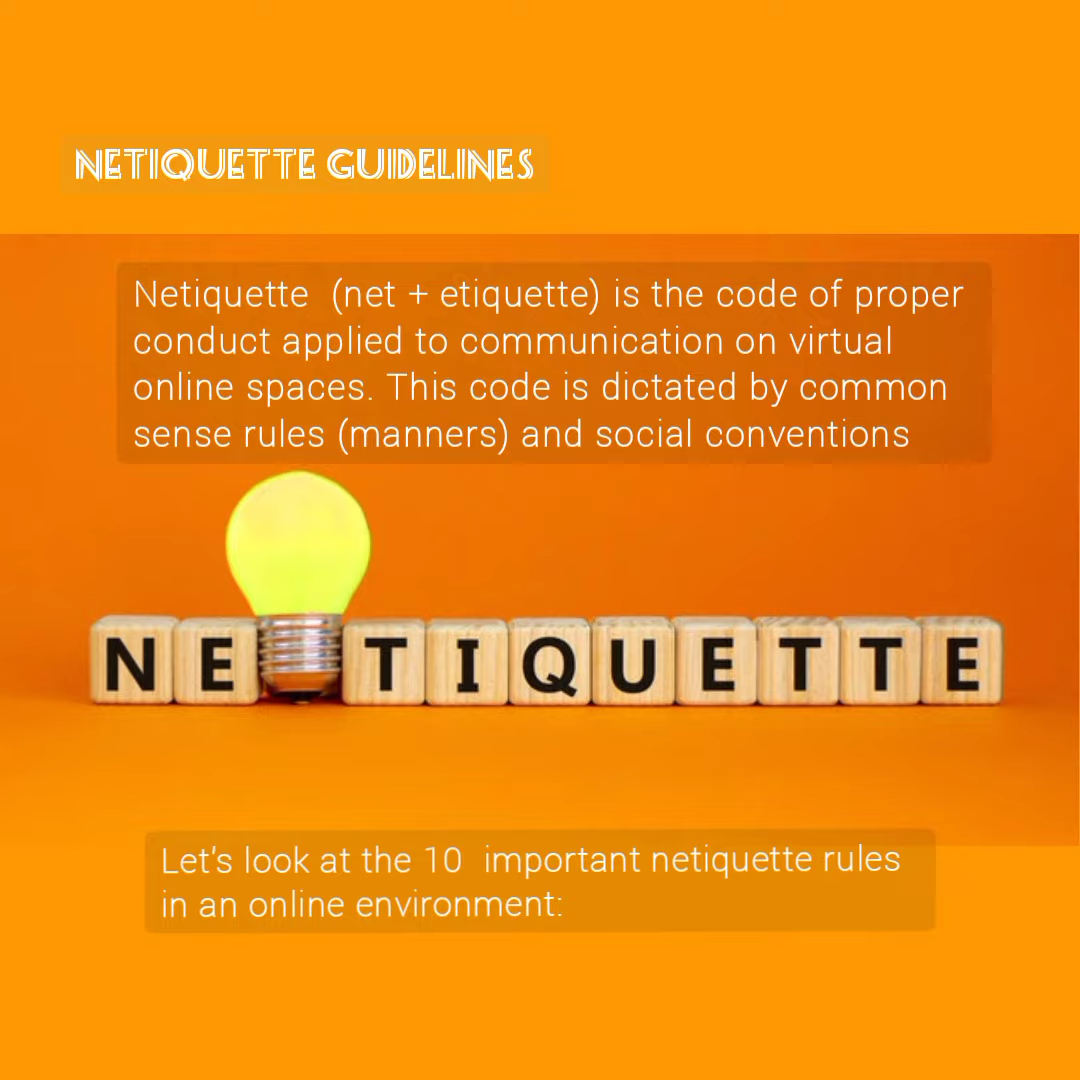 NETIQUETTE GUIDELINES
Netiquette (net + etiquette) is the code of proper
conduct applied to communication on virtual
online spaces. This code is dictated by common
sense rules (manners) and social conventions
NE TIQUETTE
Let's look at the 10 important netiquette rules
in an online environment: